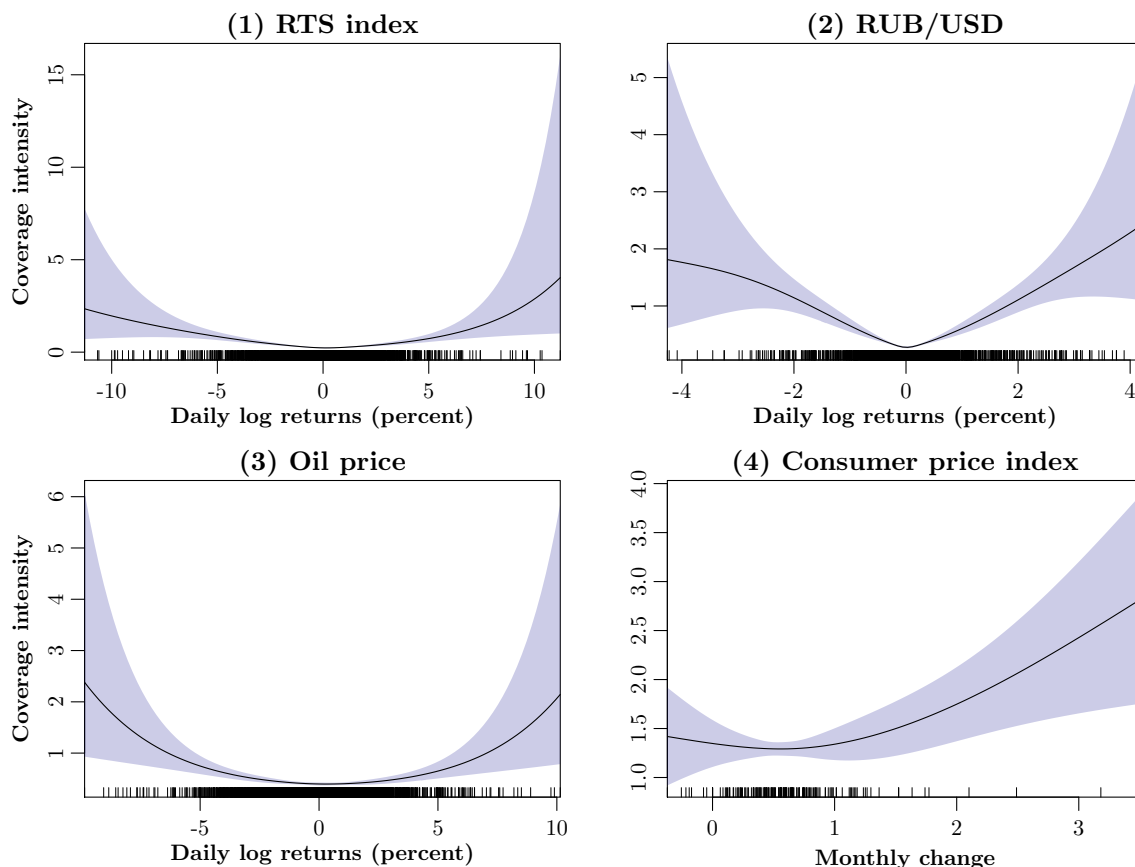 (1) RTS index
Coverage intensity
15
10
5
0
-10 -5 0 5 10
Daily log returns (percent)
(2) RUB/USD
5
4
3
2
1
-4 -2 0 2 4
Daily log returns (percent)
(3) Oil price
Coverage intensity
6
5
4
3
2
1
-5 0 5 10
Daily log returns (percent)
(4) Consumer price index
4.0
3.5
3.0
2.5
2.0
1.5
1.0
0 1 2 3
Monthly change